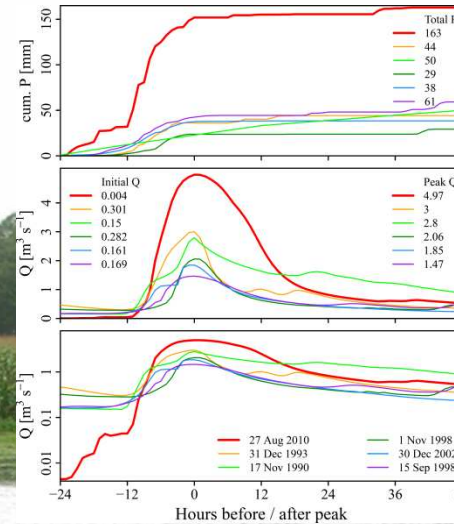 Total P
163
44
50
29
38
61
150
100
50
0
cum. P [mm]
Initial Q
0.004
0.301
0.15
0.282
0.161
0.169
Peak Q
4.97
3
2.8
2.06
1.85
1.47
4
3
2
1
0
Q [m³ s⁻¹]
1
0.1
0.01
Q [m³ s⁻¹]
27 Aug 2010
31 Dec 1993
17 Nov 1990
1 Nov 1998
30 Dec 2002
15 Sep 1998
−24 −12 0 12 24 36
Hours before / after peak